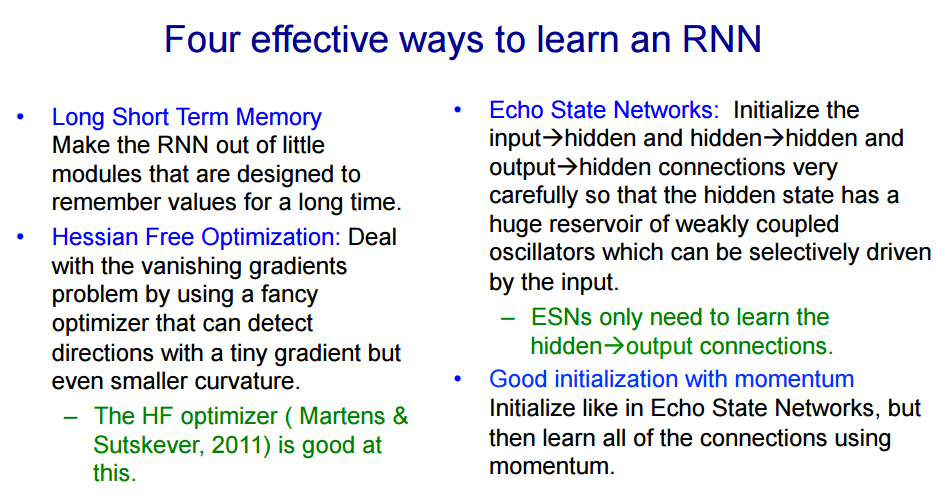 Four effective ways to learn an RNN
• Long Short Term Memory
Make the RNN out of little
modules that are designed to
remember values for a long time.
• Hessian Free Optimization: Deal
with the vanishing gradients
problem by using a fancy
optimizer that can detect
directions with a tiny gradient but
even smaller curvature.
– The HF optimizer ( Martens &
Sutskever, 2011) is good at
this.
• Echo State Networks: Initialize the
input→hidden and hidden→hidden and
output→hidden connections very
carefully so that the hidden state has a
huge reservoir of weakly coupled
oscillators which can be selectively driven
by the input.
– ESNs only need to learn the
hidden→output connections.
• Good initialization with momentum
Initialize like in Echo State Networks, but
then learn all of the connections using
momentum.